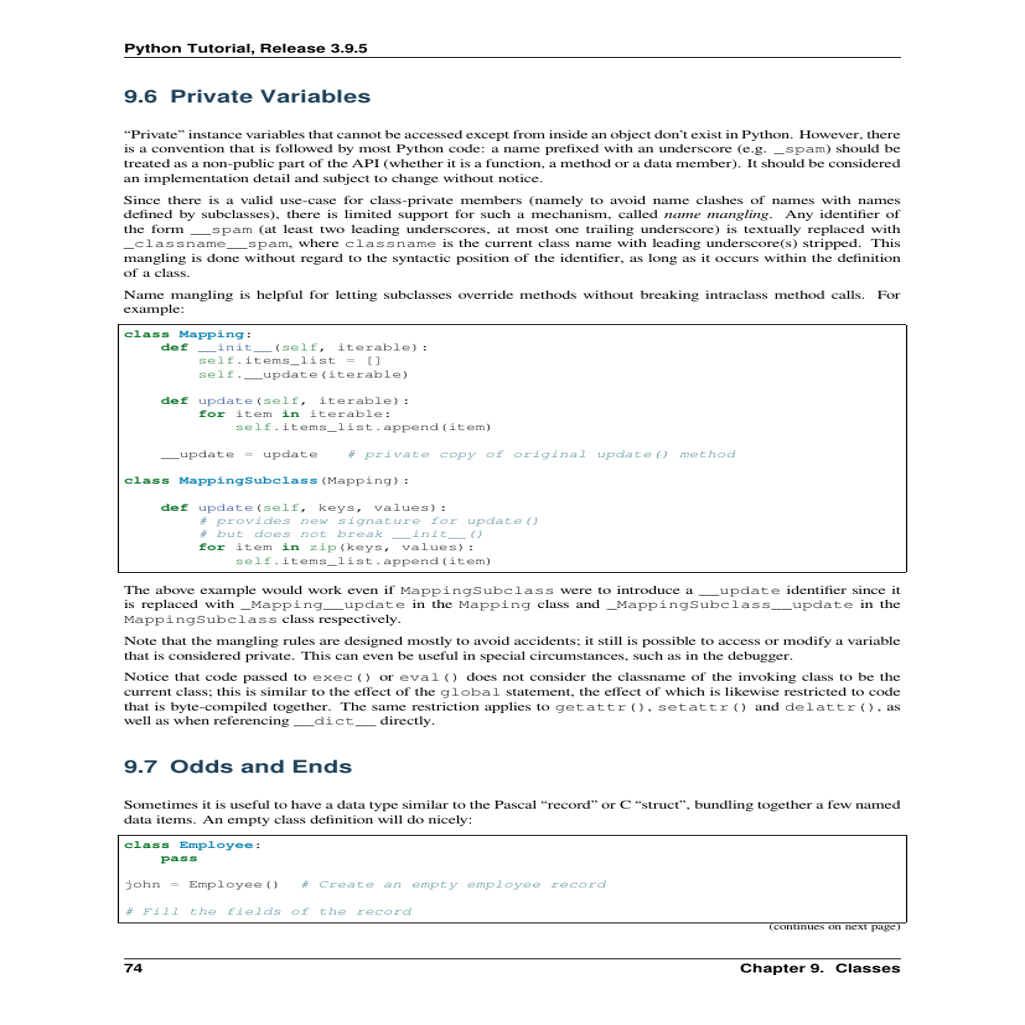 Python Tutorial, Release 3.9.5
9.6 Private Variables
“Private” instance variables that cannot be accessed except from inside an object don’t exist in Python. However, there
is a convention that is followed by most Python code: a name prefixed with an underscore (e.g. _spam) should be
treated as a non-public part of the API (whether it is a function, a method or a data member). It should be considered
an implementation detail and subject to change without notice.
Since there is a valid use-case for class-private members (namely to avoid name clashes of names with names
defined by subclasses), there is limited support for such a mechanism, called name mangling. Any identifier of
the form __spam (at least two leading underscores, at most one trailing underscore) is textually replaced with
_classname__spam, where classname is the current class name with leading underscore(s) stripped. This
mangling is done without regard to the syntactic position of the identifier, as long as it occurs within the definition
of a class.
Name mangling is helpful for letting subclasses override methods without breaking intraclass method calls. For
example:
class Mapping:
    def __init__(self, iterable):
        self.items_list = []
        self.__update(iterable)
    def update(self, iterable):
        for item in iterable:
            self.items_list.append(item)
    __update = update   # private copy of original update() method
class MappingSubclass(Mapping):
    def update(self, keys, values):
        # provides new signature for update()
        # but does not break __init__()
        for item in zip(keys, values):
            self.items_list.append(item)
The above example would work even if MappingSubclass were to introduce a __update identifier since it
is replaced with _Mapping__update in the Mapping class and _MappingSubclass__update in the
MappingSubclass class respectively.
Note that the mangling rules are designed mostly to avoid accidents; it still is possible to access or modify a variable
that is considered private. This can even be useful in special circumstances, such as in the debugger.
Notice that code passed to exec() or eval() does not consider the classname of the invoking class to be the
current class; this is similar to the effect of the global statement, the effect of which is likewise restricted to code
that is byte-compiled together. The same restriction applies to getattr(), setattr() and delattr(), as
well as when referencing __dict__ directly.
9.7 Odds and Ends
Sometimes it is useful to have a data type similar to the Pascal “record” or C “struct”, bundling together a few named
data items. An empty class definition will do nicely:
class Employee:
    pass
john = Employee()  # Create an empty employee record
# Fill the fields of the record
(continues on next page)
74 Chapter 9. Classes